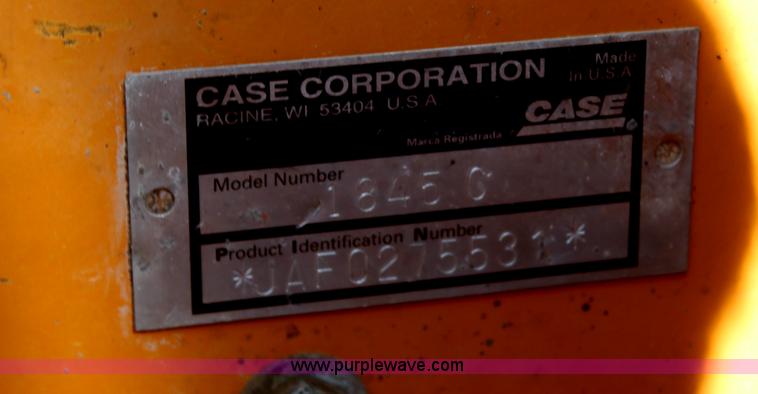 CASE CORPORATION
RACINE, WI 53404 U.S.A
Made
In U.S.A
CASE
Marca Registrada
Model Number
1845 C
Product Identification Number
*JAF0275531*
www.purplewave.com